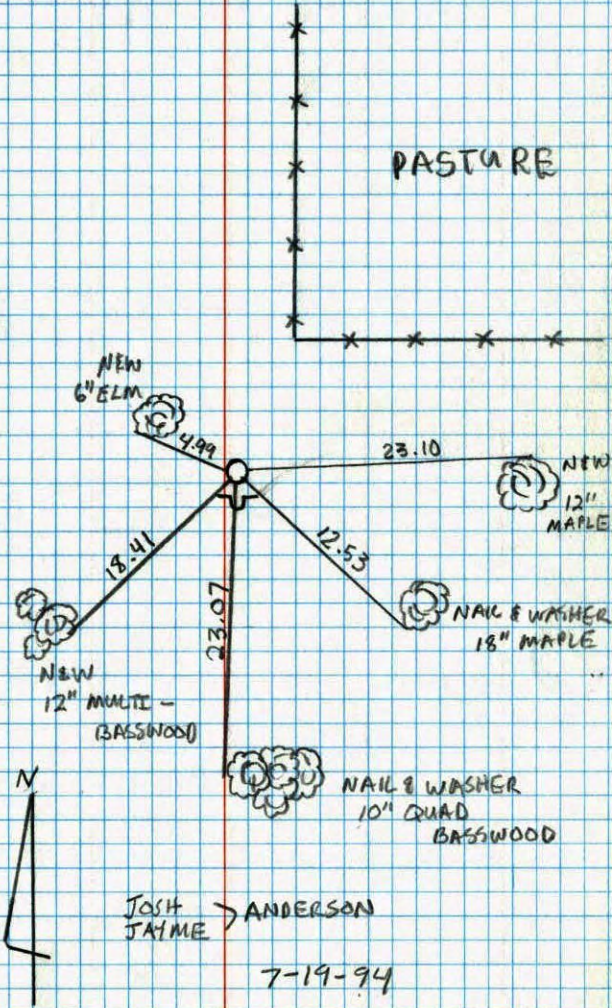 PASTURE
NEW
6" ELM
4.99
23.10
NEW
12"
MAPLE
18.41
12.53
23.07
NAIL & WASHER
18" MAPLE
NEW
12" MULTI -
BASSWOOD
NAIL & WASHER
10" QUAD
BASSWOOD
N
JOSH
JAYME } ANDERSON
7-19-94